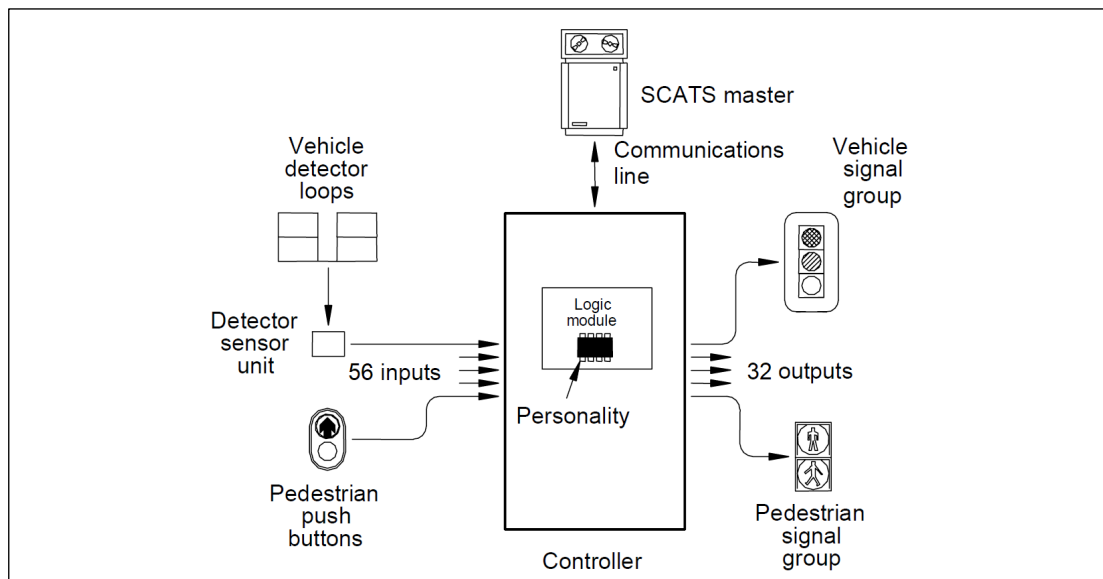 SCATS master
Communications
line
Vehicle
detector
loops
Vehicle
signal
group
Logic
module
Detector
sensor
unit
56 inputs
32 outputs
Personality
Pedestrian
push
buttons
Pedestrian
signal
group
Controller